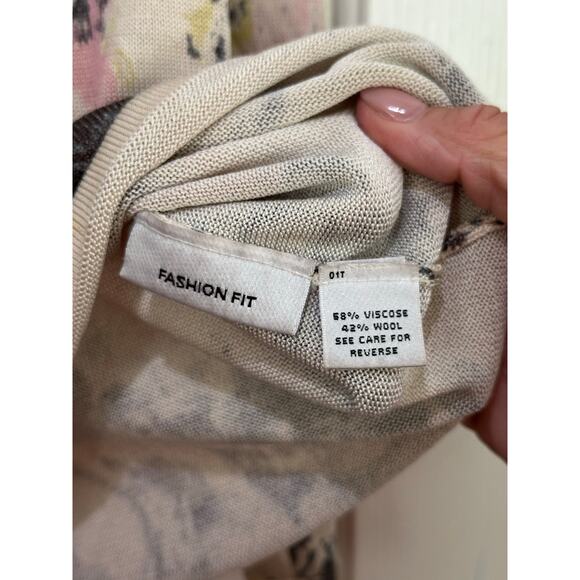 FASHION FIT
01T
58% VISCOSE
42% WOOL
SEE CARE FOR
REVERSE